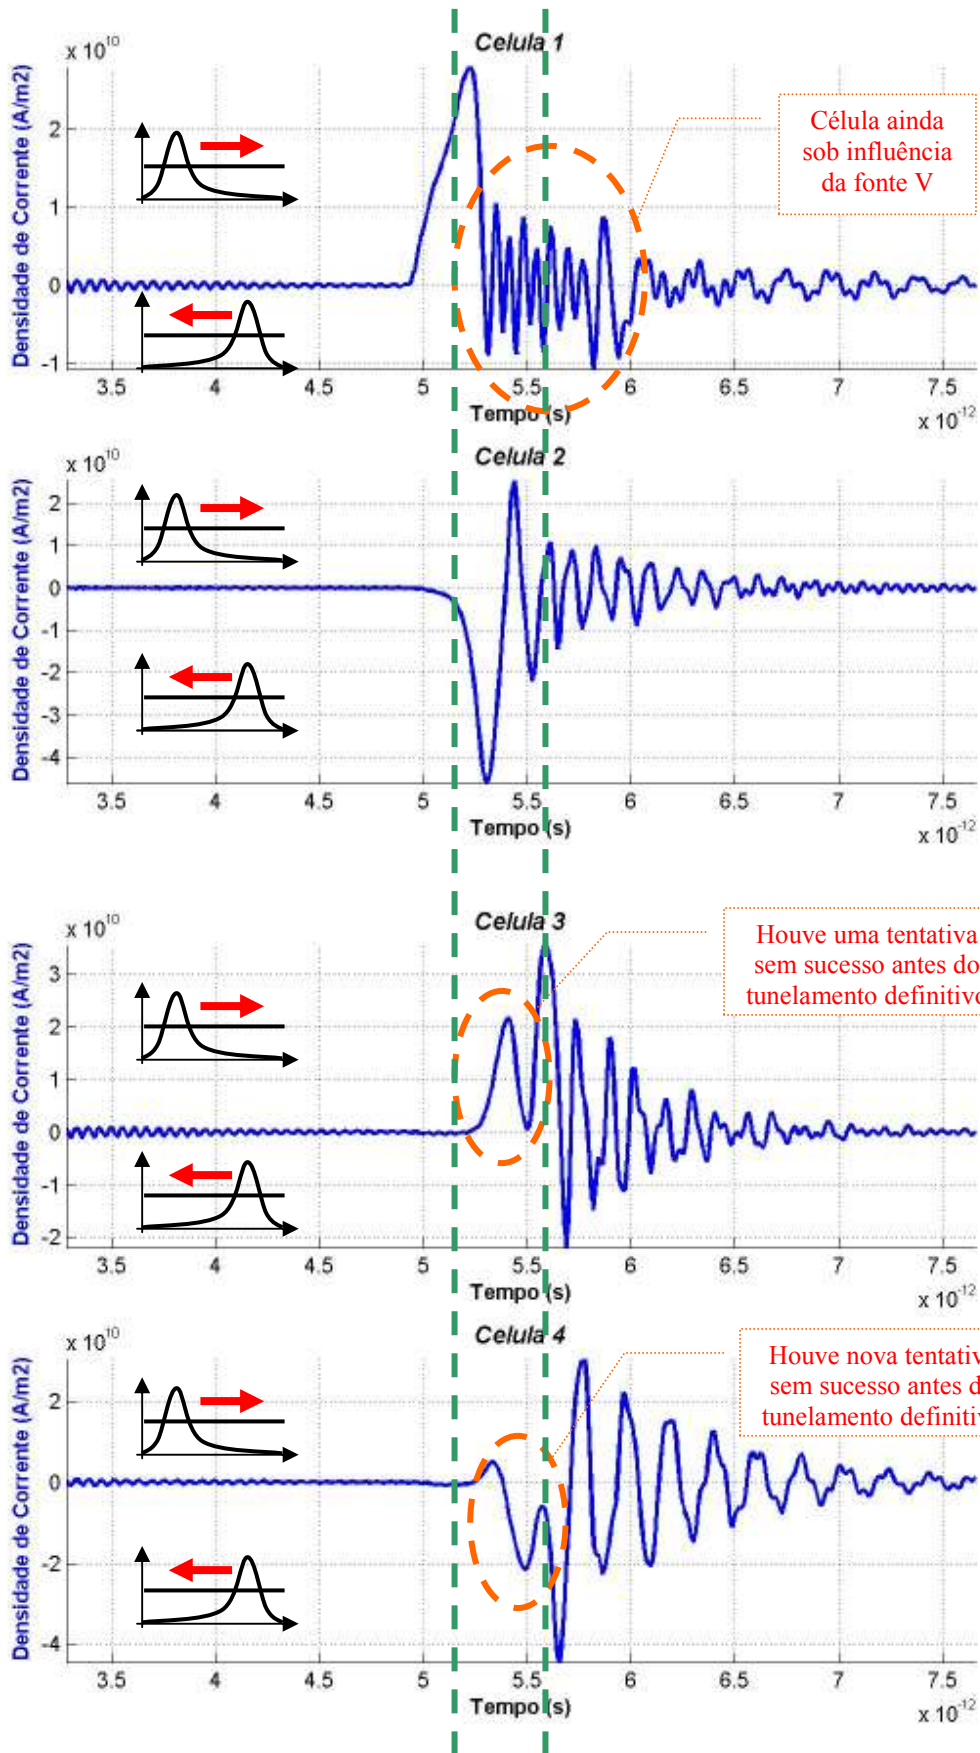 x 10^10
Celula 1
Densidade de Corrente (A/m2)
2
1
0
-1
Célula ainda
sob influência
da fonte V
3.5 4 4.5 5 5.5 6 6.5 7 7.5
Tempo (s)
x 10^-12
x 10^10
Celula 2
Densidade de Corrente (A/m2)
2
1
0
-1
-2
-3
-4
3.5 4 4.5 5 5.5 6 6.5 7 7.5
Tempo (s)
x 10^-12
x 10^10
Celula 3
Densidade de Corrente (A/m2)
3
2
1
0
-1
-2
Houve uma tentativa
sem sucesso antes do
tunelamento definitivo
3.5 4 4.5 5 5.5 6 6.5 7 7.5
Tempo (s)
x 10^-12
x 10^10
Celula 4
Densidade de Corrente (A/m2)
2
0
-2
-4
Houve nova tentativ
sem sucesso antes d
tunelamento definitiv
3.5 4 4.5 5 5.5 6 6.5 7 7.5
Tempo (s)
x 10^-12